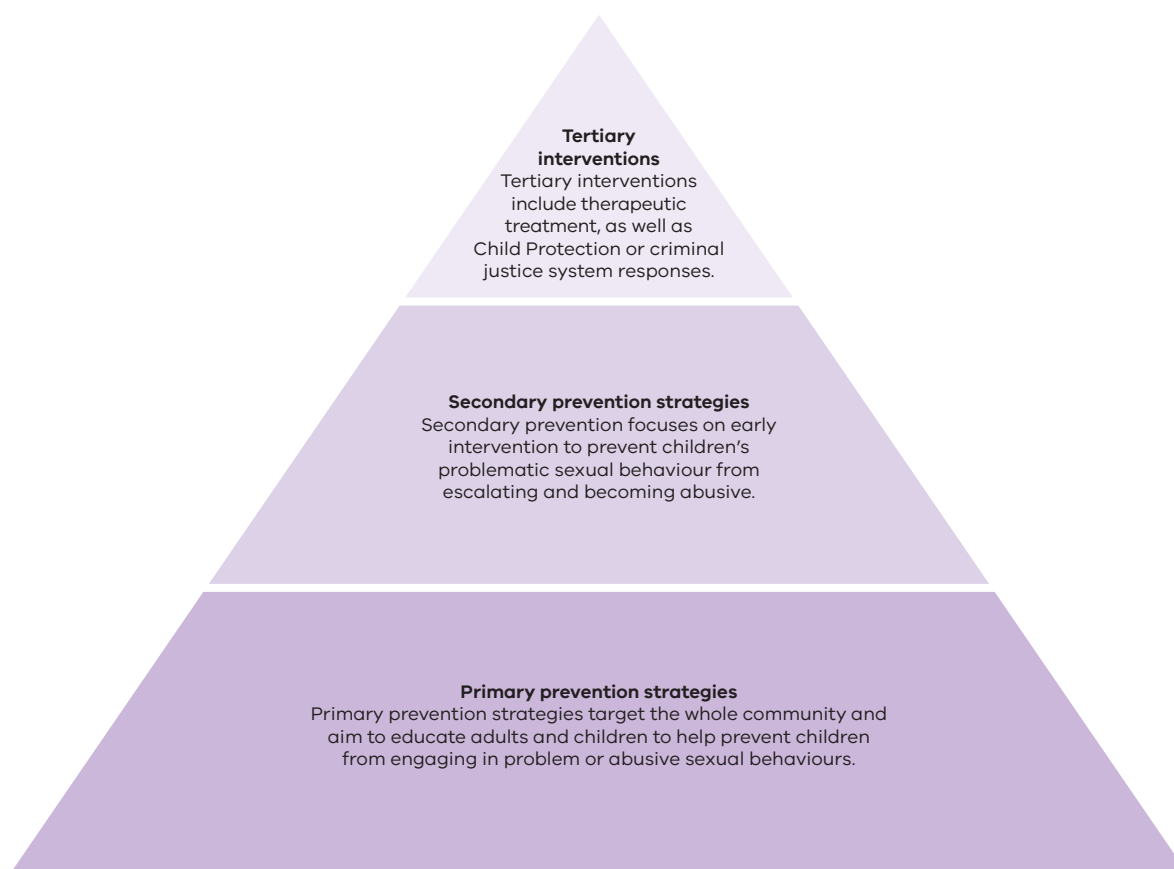 Tertiary
interventions
Tertiary interventions
include therapeutic
treatment, as well as
Child Protection or criminal
justice system responses.
Secondary prevention strategies
Secondary prevention focuses on early
intervention to prevent children’s
problematic sexual behaviour from
escalating and becoming abusive.
Primary prevention strategies
Primary prevention strategies target the whole community and
aim to educate adults and children to help prevent children
from engaging in problem or abusive sexual behaviours.